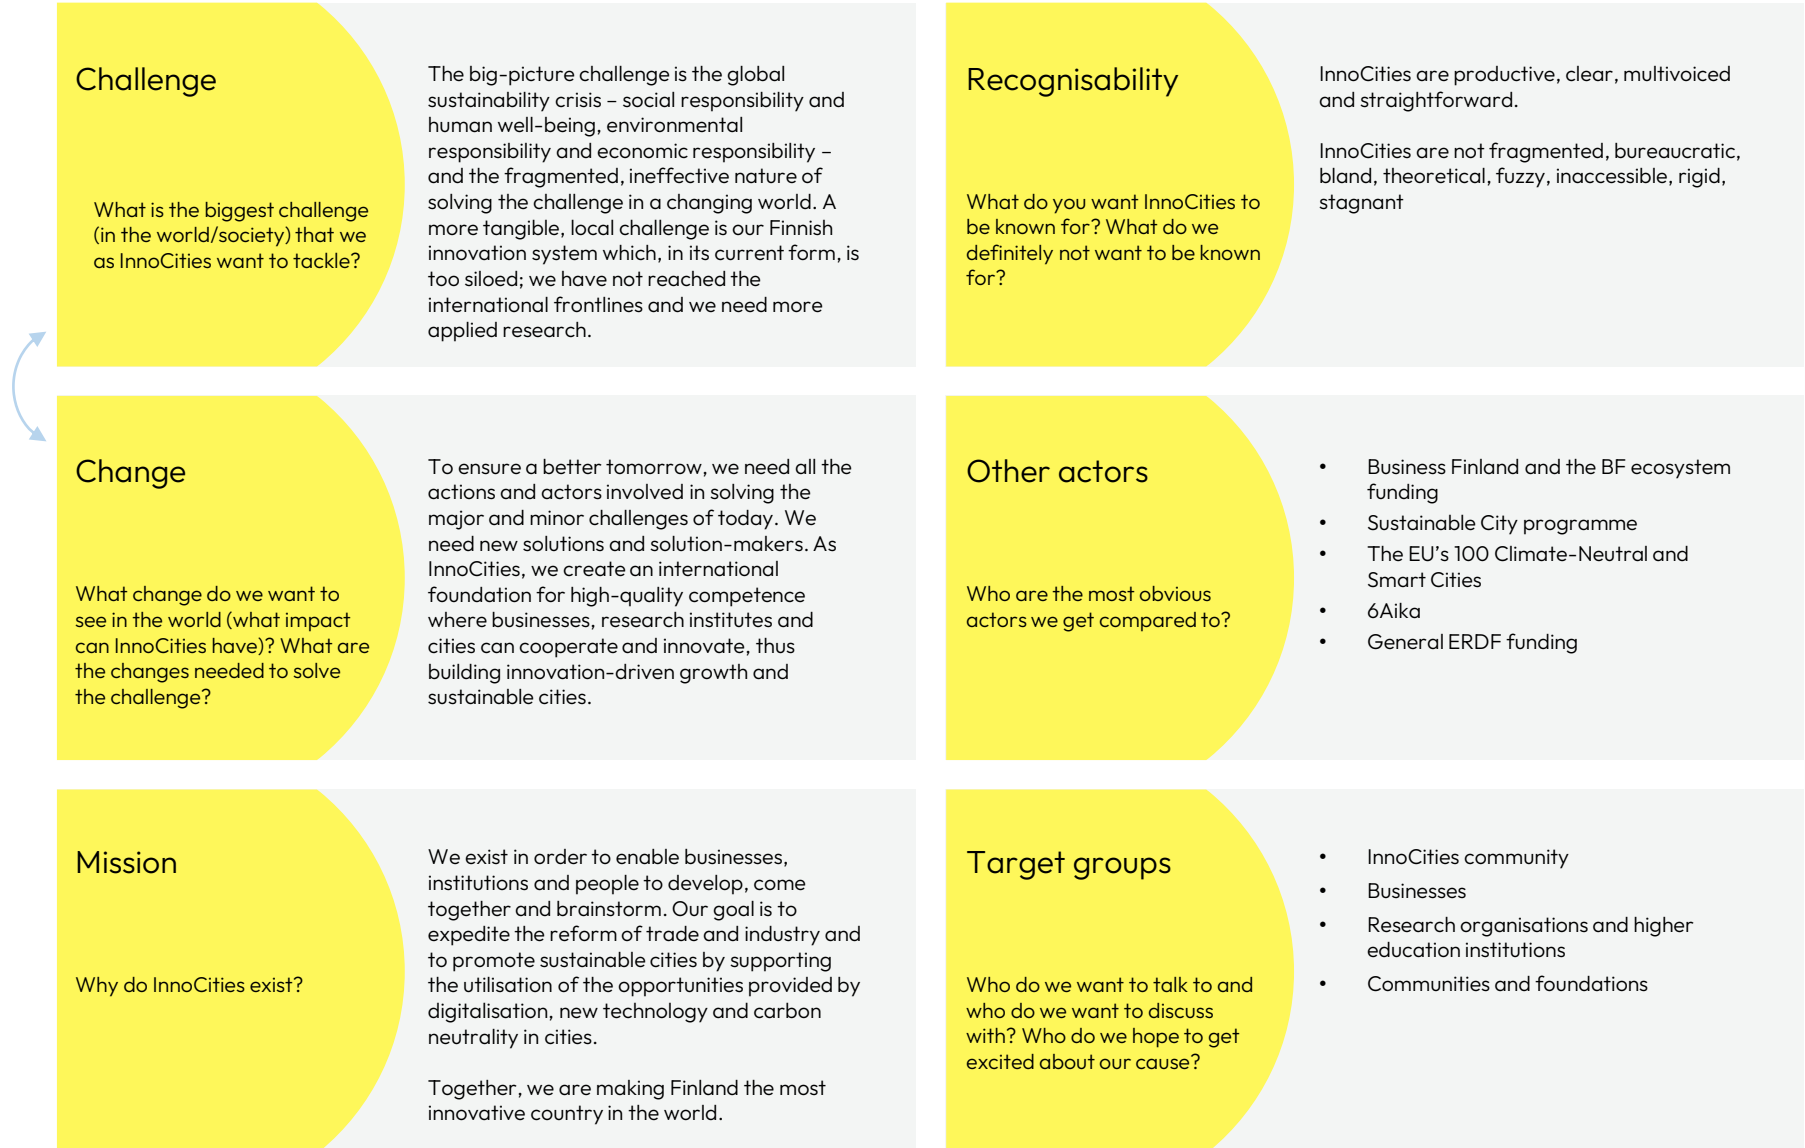 Challenge
What is the biggest challenge
(in the world/society) that we
as InnoCities want to tackle?
The big-picture challenge is the global
sustainability crisis – social responsibility and
human well-being, environmental
responsibility and economic responsibility –
and the fragmented, ineffective nature of
solving the challenge in a changing world. A
more tangible, local challenge is our Finnish
innovation system which, in its current form, is
too siloed; we have not reached the
international frontlines and we need more
applied research.
Recognisability
What do you want InnoCities to
be known for? What do we
definitely not want to be known
for?
InnoCities are productive, clear, multivoiced
and straightforward.
InnoCities are not fragmented, bureaucratic,
bland, theoretical, fuzzy, inaccessible, rigid,
stagnant
Change
What change do we want to
see in the world (what impact
can InnoCities have)? What are
the changes needed to solve
the challenge?
To ensure a better tomorrow, we need all the
actions and actors involved in solving the
major and minor challenges of today. We
need new solutions and solution-makers. As
InnoCities, we create an international
foundation for high-quality competence
where businesses, research institutes and
cities can cooperate and innovate, thus
building innovation-driven growth and
sustainable cities.
Other actors
Who are the most obvious
actors we get compared to?
• Business Finland and the BF ecosystem
funding
• Sustainable City programme
• The EU's 100 Climate-Neutral and
Smart Cities
• 6Aika
• General ERDF funding
Mission
Why do InnoCities exist?
We exist in order to enable businesses,
institutions and people to develop, come
together and brainstorm. Our goal is to
expedite the reform of trade and industry and
to promote sustainable cities by supporting
the utilisation of the opportunities provided by
digitalisation, new technology and carbon
neutrality in cities.
Together, we are making Finland the most
innovative country in the world.
Target groups
Who do we want to talk to and
who do we want to discuss
with? Who do we hope to get
excited about our cause?
• InnoCities community
• Businesses
• Research organisations and higher
education institutions
• Communities and foundations